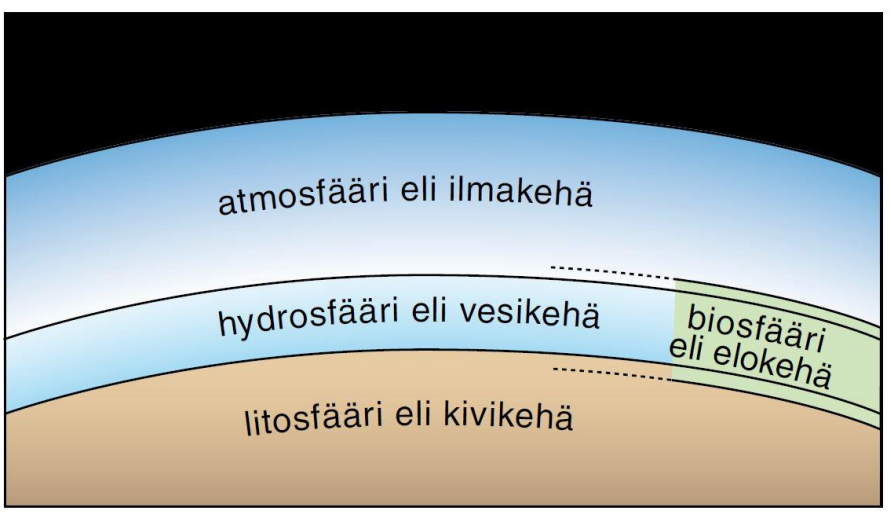 atmosfääri eli ilmakehä
hydrosfääri eli vesikehä
biosfääri
eli elokehä
litosfääri eli kivikehä